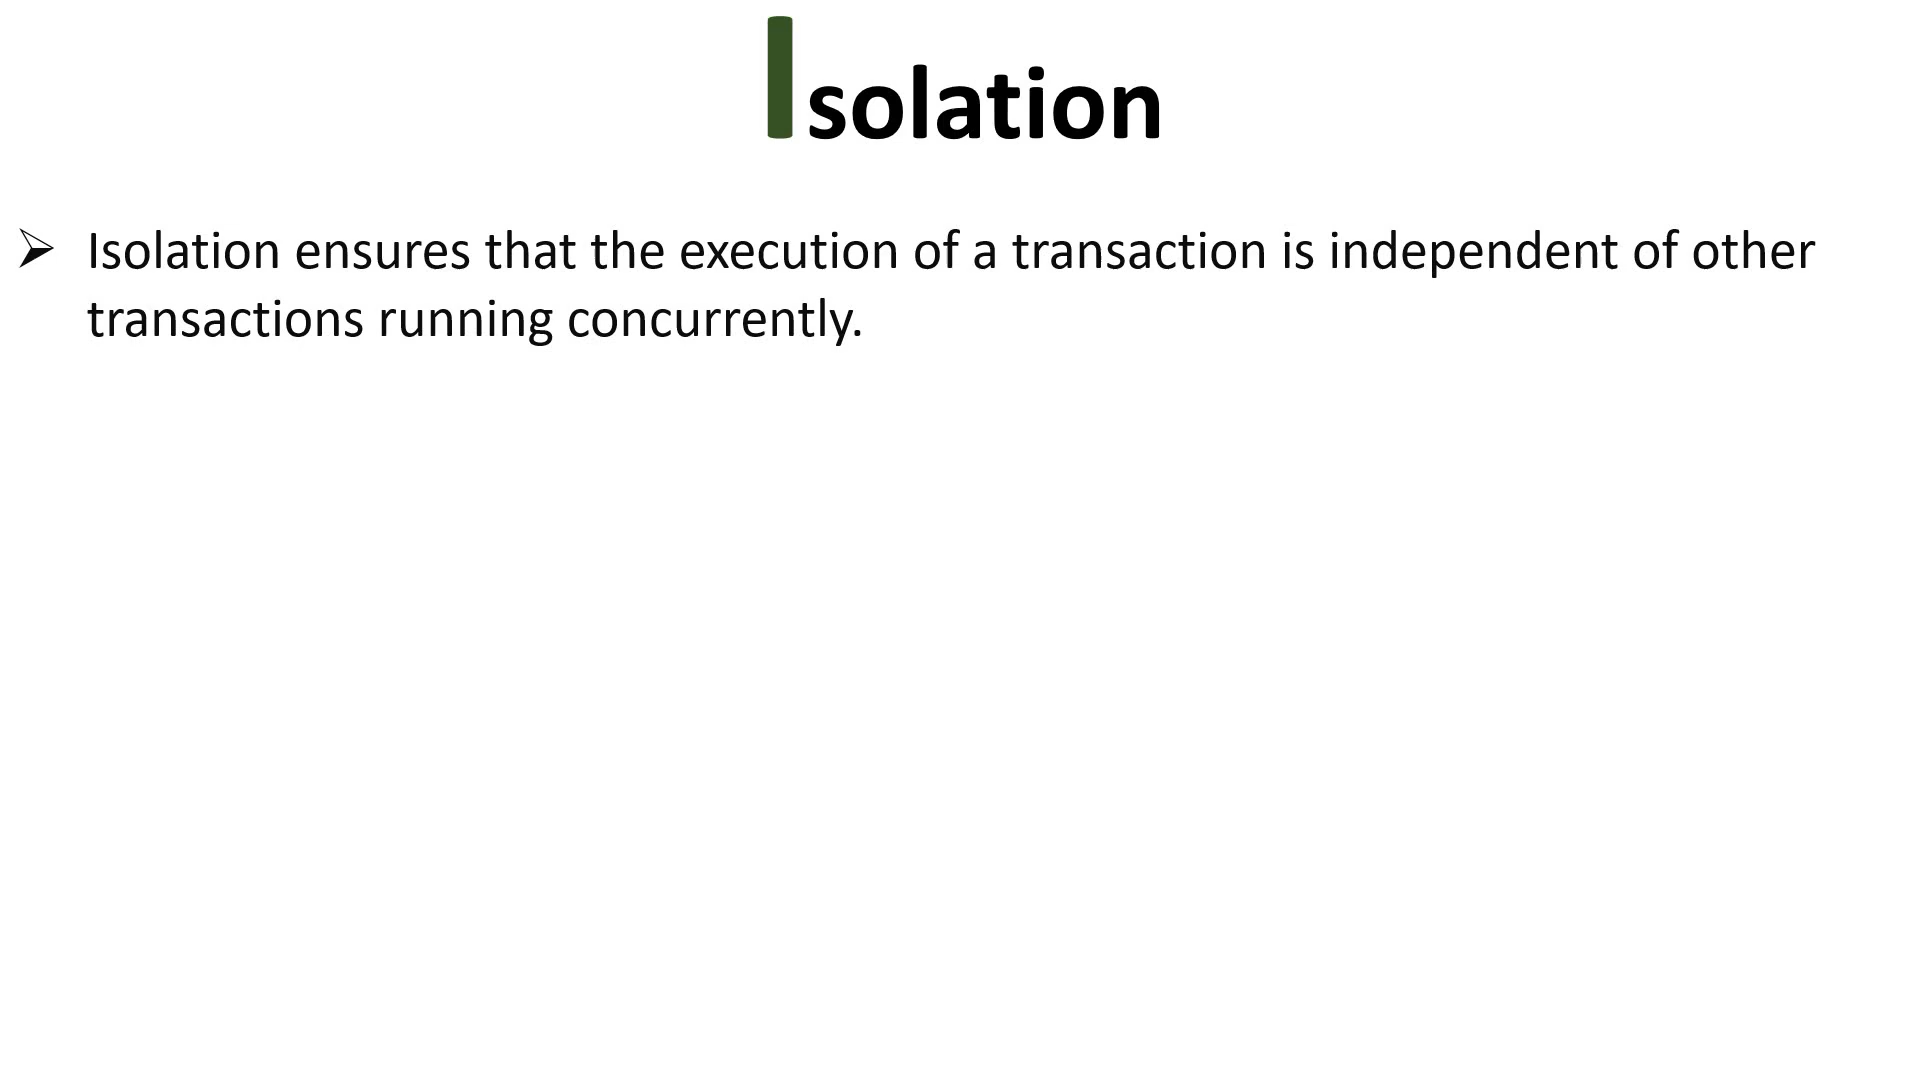 Isolation
Isolation ensures that the execution of a transaction is independent of other
transactions running concurrently.